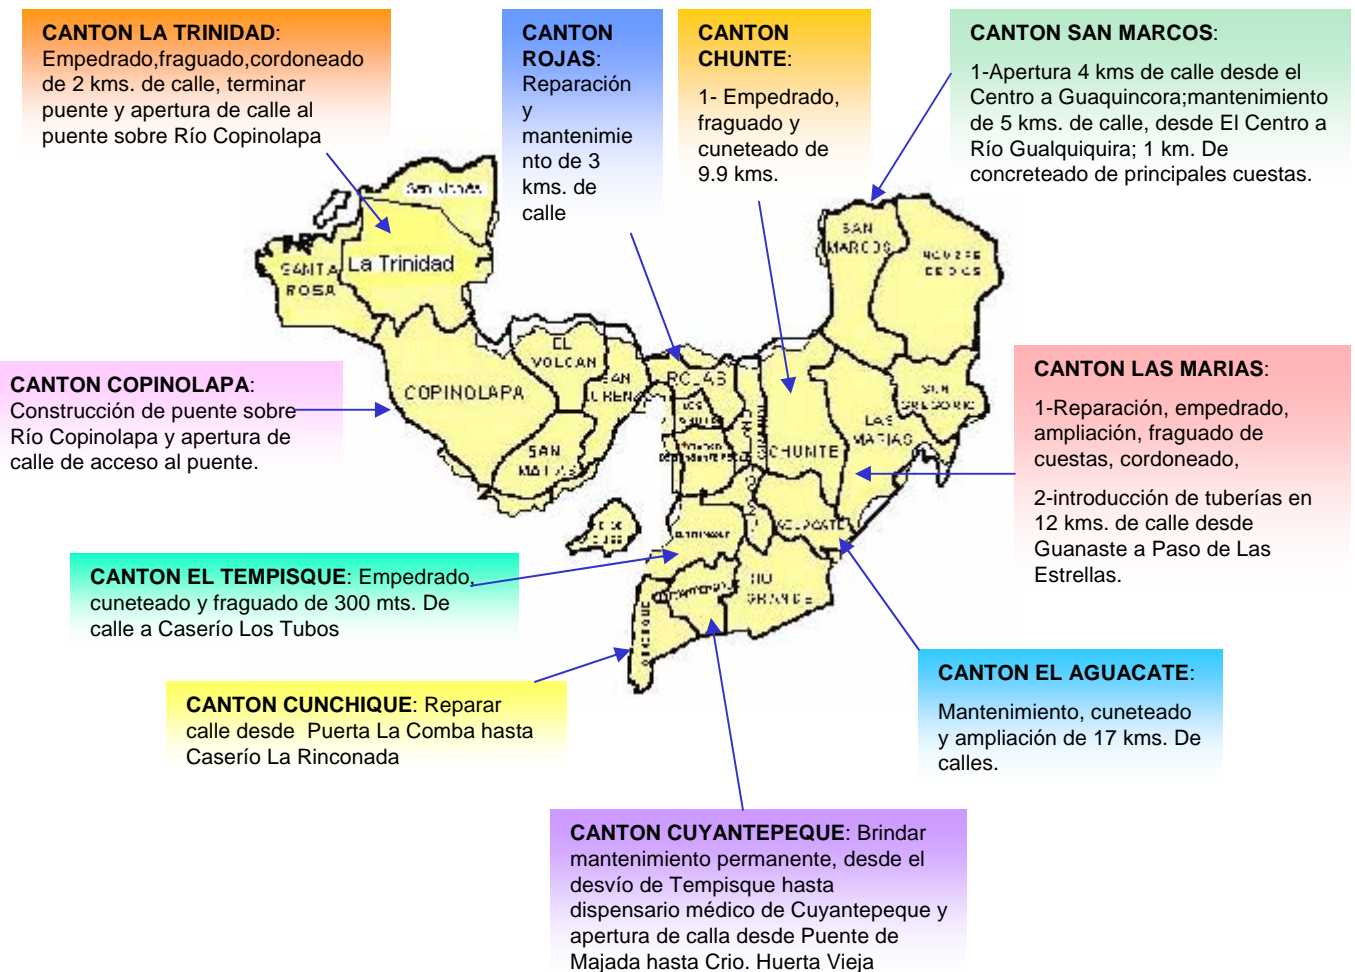 CANTON LA TRINIDAD:
Empedrado,fraguado,cordoneado
de 2 kms. de calle, terminar
puente y apertura de calle al
puente sobre Río Copinolapa
CANTON
ROJAS:
Reparación
y
mantenimie
nto de 3
kms. de
calle
CANTON
CHUNTE:
1- Empedrado,
fraguado y
cuneteado de
9.9 kms.
CANTON SAN MARCOS:
1-Apertura 4 kms de calle desde el
Centro a Guaquincora;mantenimiento
de 5 kms. de calle, desde El Centro a
Río Gualquiquira; 1 km. De
concreteado de principales cuestas.
SANTA
ROSA
La Trinidad
SAN
MARCOS
EL
VOLCAN
COPINOLAPA
SAN
ROJAS
CHUNTE
LAS
MARIAS
SAN
GREGORIO
SAN
MATIAS
AGUACATE
RIO
GRANDE
CANTON COPINOLAPA:
Construcción de puente sobre
Río Copinolapa y apertura de
calle de acceso al puente.
CANTON LAS MARIAS:
1-Reparación, empedrado,
ampliación, fraguado de
cuestas, cordoneado,
2-introducción de tuberías en
12 kms. de calle desde
Guanaste a Paso de Las
Estrellas.
CANTON EL TEMPISQUE: Empedrado,
cuneteado y fraguado de 300 mts. De
calle a Caserío Los Tubos
CANTON CUNCHIQUE: Reparar
calle desde Puerta La Comba hasta
Caserío La Rinconada
CANTON EL AGUACATE:
Mantenimiento, cuneteado
y ampliación de 17 kms. De
calles.
CANTON CUYANTEPEQUE: Brindar
mantenimiento permanente, desde el
desvío de Tempisque hasta
dispensario médico de Cuyantepeque y
apertura de calla desde Puente de
Majada hasta Crio. Huerta Vieja